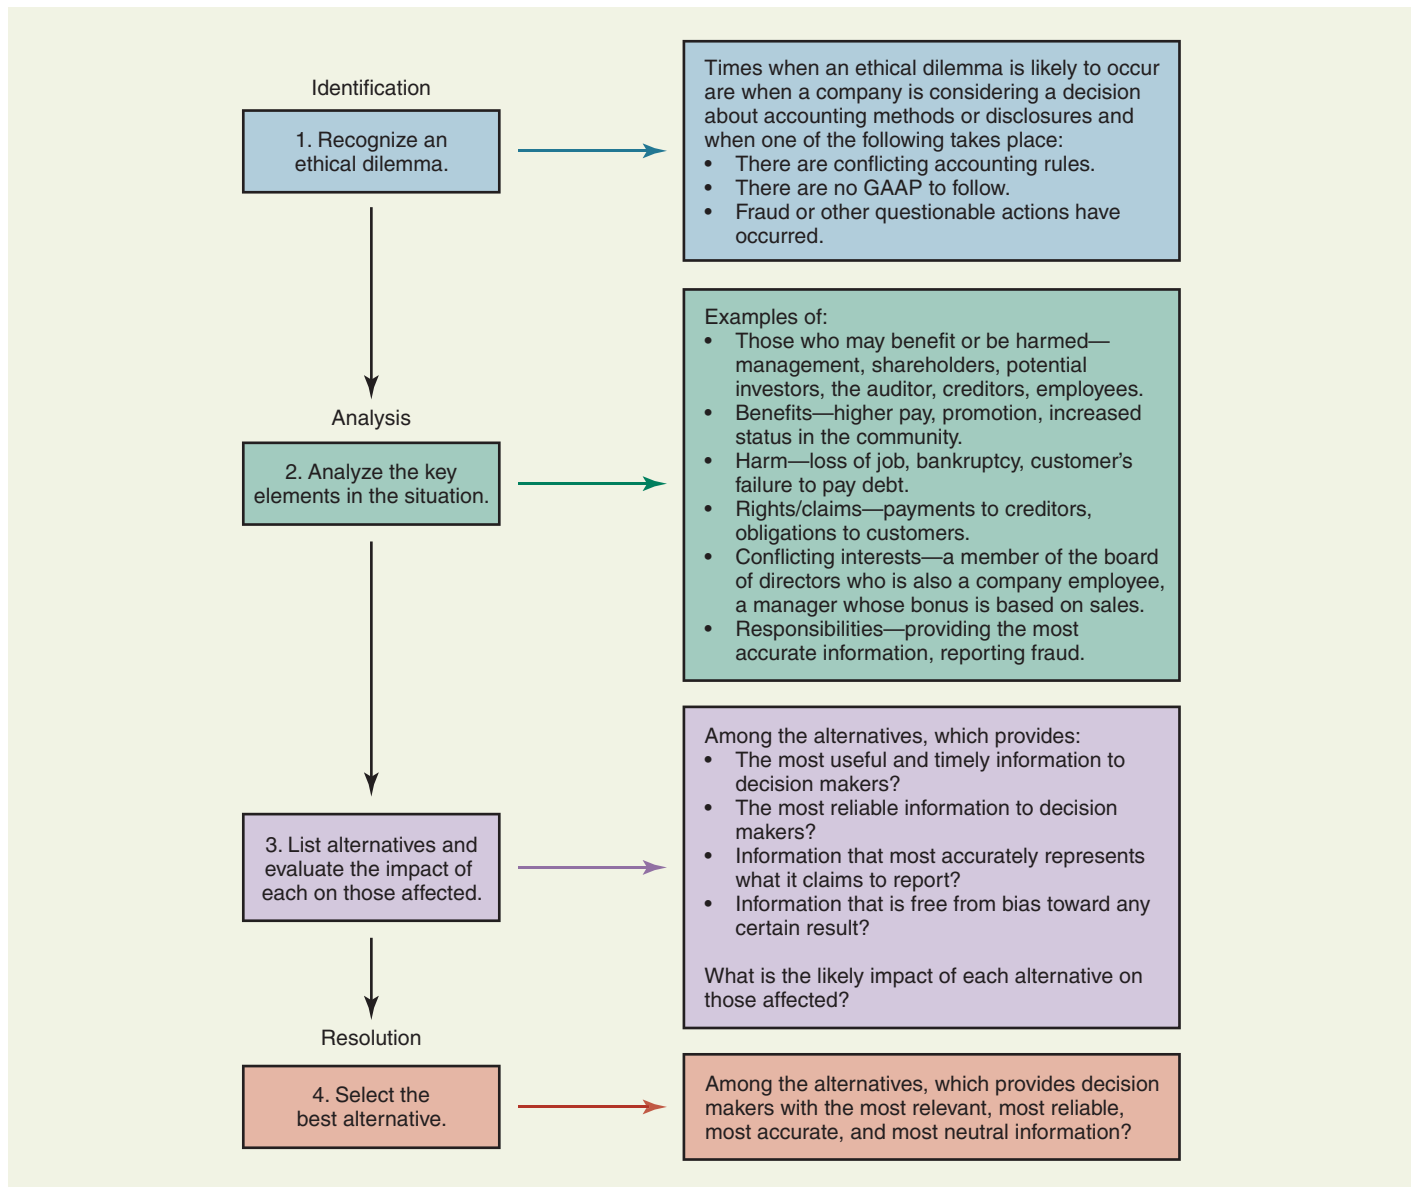 Identification
1. Recognize an
ethical dilemma.
Times when an ethical dilemma is likely to occur
are when a company is considering a decision
about accounting methods or disclosures and
when one of the following takes place:
• There are conflicting accounting rules.
• There are no GAAP to follow.
• Fraud or other questionable actions have
occurred.
Analysis
2. Analyze the key
elements in the situation.
Examples of:
• Those who may benefit or be harmed—
management, shareholders, potential
investors, the auditor, creditors, employees.
• Benefits—higher pay, promotion, increased
status in the community.
• Harm—loss of job, bankruptcy, customer's
failure to pay debt.
• Rights/claims—payments to creditors,
obligations to customers.
• Conflicting interests—a member of the board
of directors who is also a company employee,
a manager whose bonus is based on sales.
• Responsibilities—providing the most
accurate information, reporting fraud.
3. List alternatives and
evaluate the impact of
each on those affected.
Among the alternatives, which provides:
• The most useful and timely information to
decision makers?
• The most reliable information to decision
makers?
• Information that most accurately represents
what it claims to report?
• Information that is free from bias toward any
certain result?
What is the likely impact of each alternative on
those affected?
Resolution
4. Select the
best alternative.
Among the alternatives, which provides decision
makers with the most relevant, most reliable,
most accurate, and most neutral information?